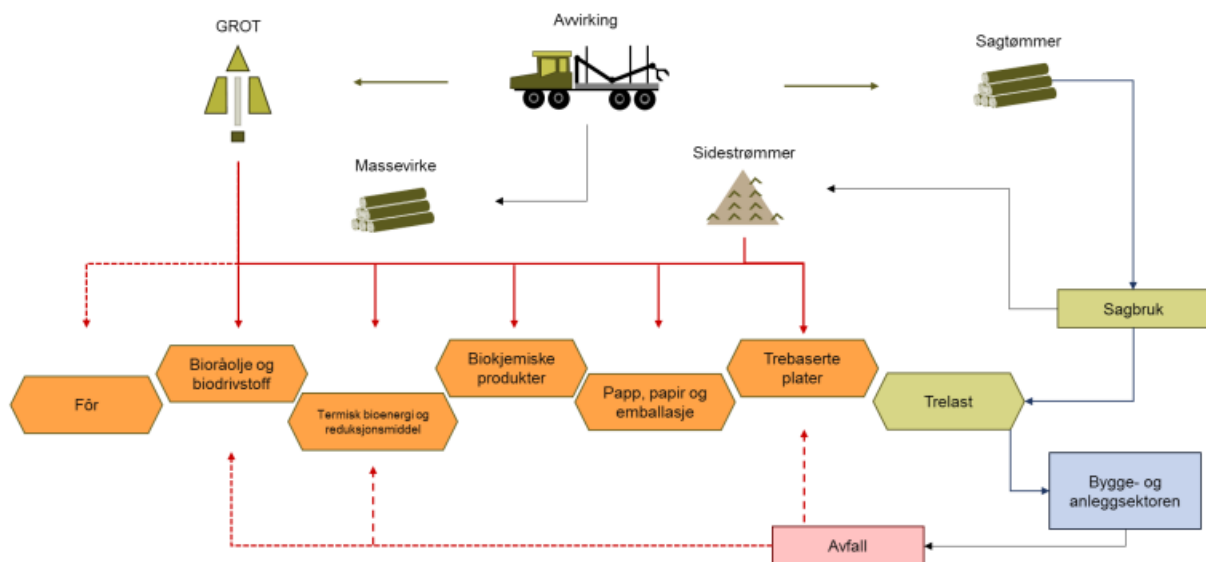 GROT
Avvirking
Sagtømmer
Massevirke
Sidestrømmer
Sagbruk
Fôr
Bioråolje og
biodrivstoff
Termisk bioenergi og
reduksjonsmiddel
Biokjemiske
produkter
Papp, papir og
emballasje
Trebaserte
plater
Trelast
Bygge- og
anleggsektoren
Avfall